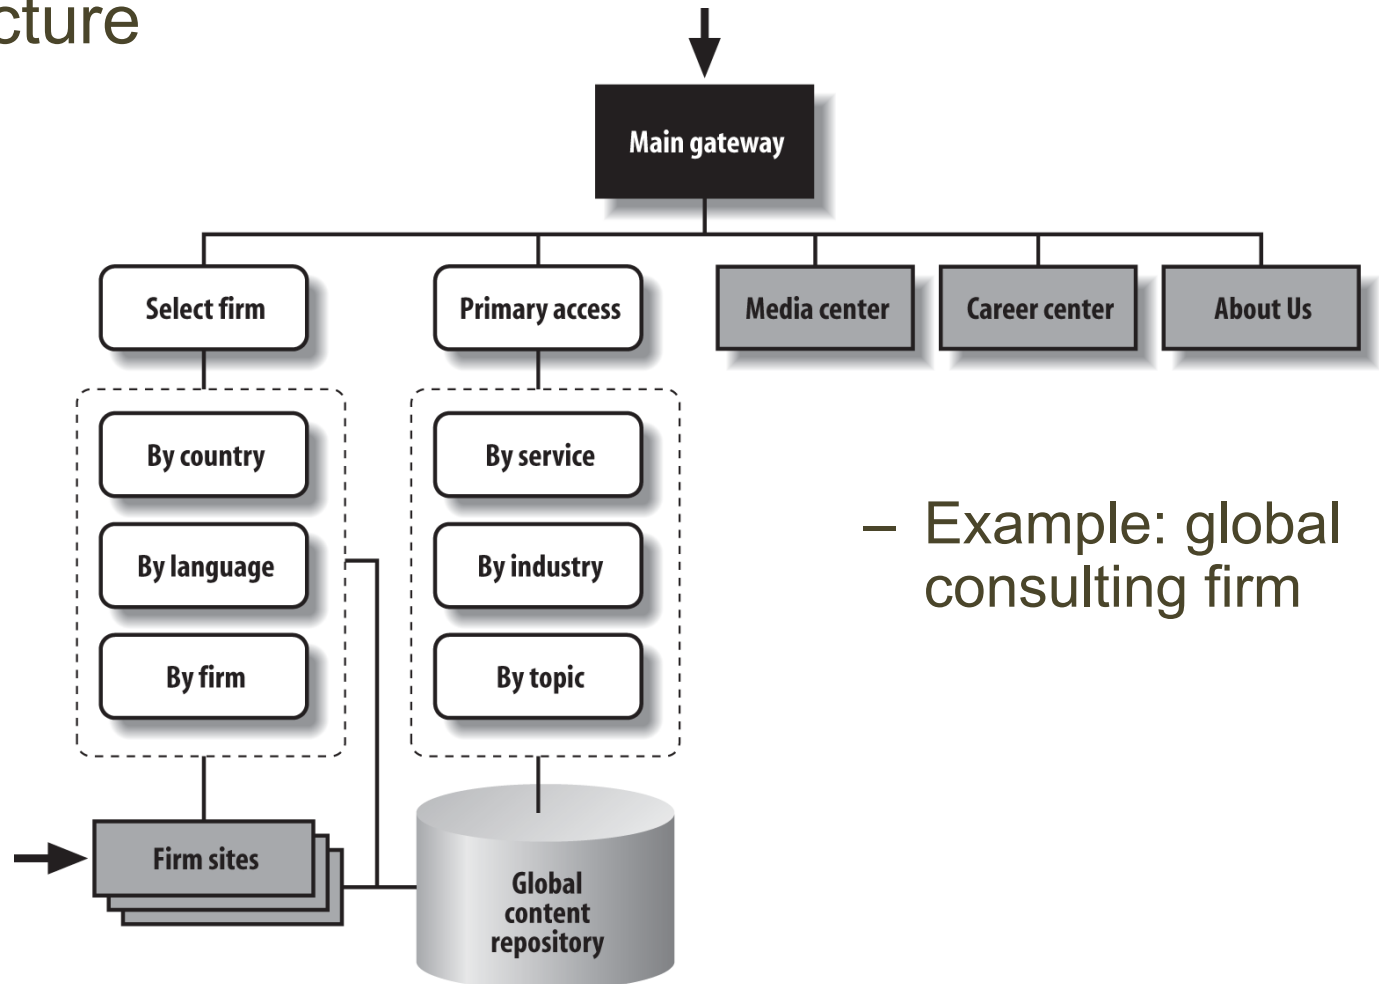 cture
Main gateway
Select firm
Primary access
Media center
Career center
About Us
By country
By language
By firm
By service
By industry
By topic
– Example: global
consulting firm
Firm sites
Global
content
repository